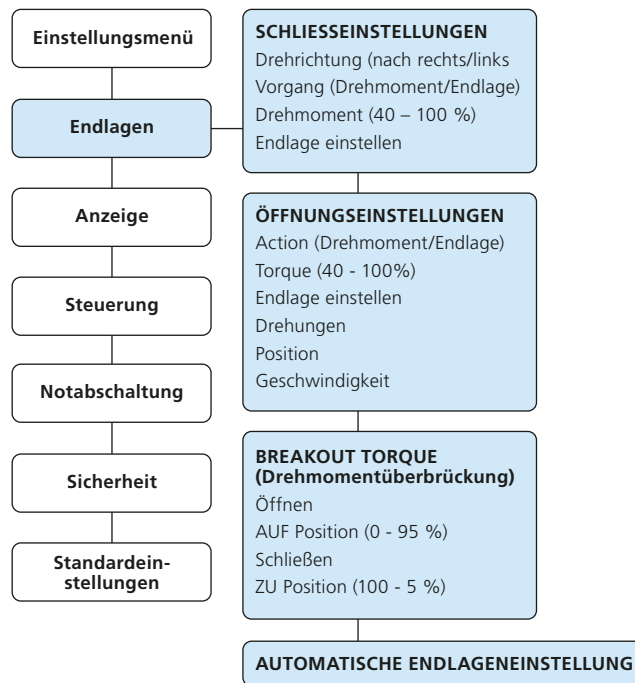 Einstellungsmenü
Endlagen
Anzeige
Steuerung
Notabschaltung
Sicherheit
Standardein-
stellungen
SCHLIESSEINSTELLUNGEN
Drehrichtung (nach rechts/links
Vorgang (Drehmoment/Endlage)
Drehmoment (40 – 100 %)
Endlage einstellen
ÖFFNUNGSEINSTELLUNGEN
Action (Drehmoment/Endlage)
Torque (40 - 100%)
Endlage einstellen
Drehungen
Position
Geschwindigkeit
BREAKOUT TORQUE
(Drehmomentüberbrückung)
Öffnen
AUF Position (0 - 95 %)
Schließen
ZU Position (100 - 5 %)
AUTOMATISCHE ENDLAGENEINSTELLUNG